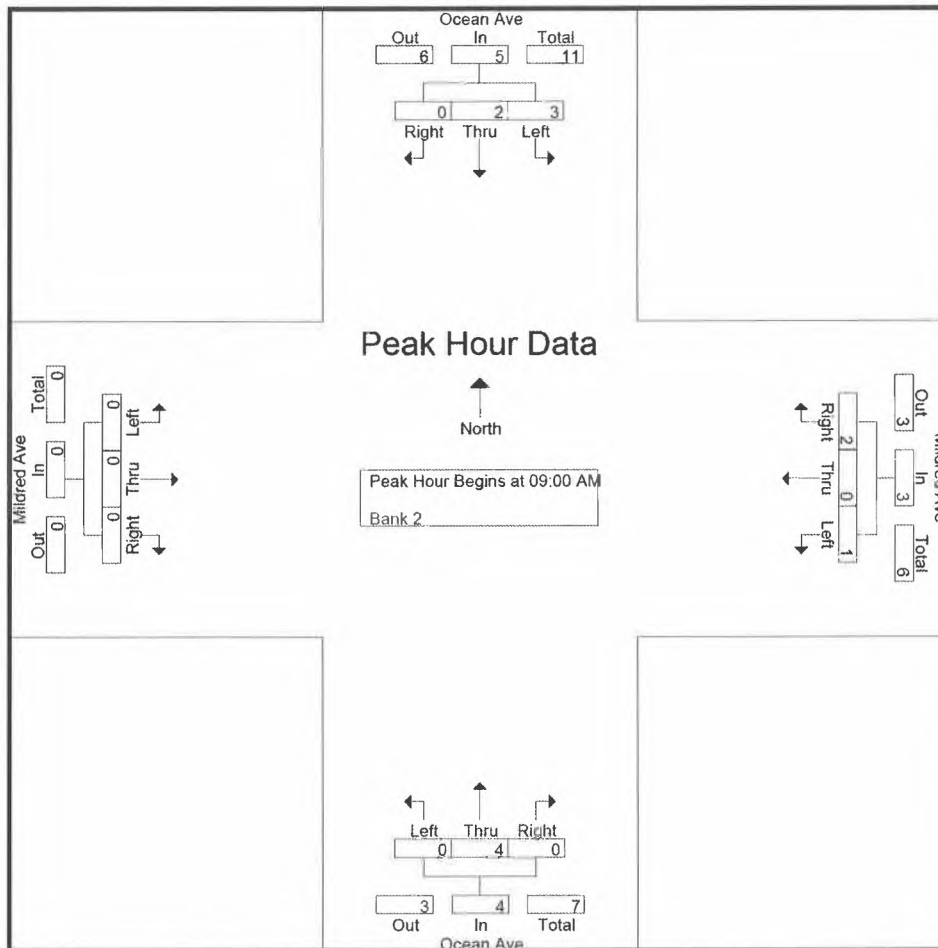 Ocean Ave
Out In Total
6 5 11
0 2 3
Right Thru Left
Peak Hour Data
North
Peak Hour Begins at 09:00 AM
Bank 2
Mildred Ave
Total In Out
0 0 0
0 0 0
Left Thru Right
Right Thru Left
2 0 1
Out In Total
3 3 6
Mildred Ave
Left Thru Right
0 4 0
3 4 7
Out In Total
Ocean Ave